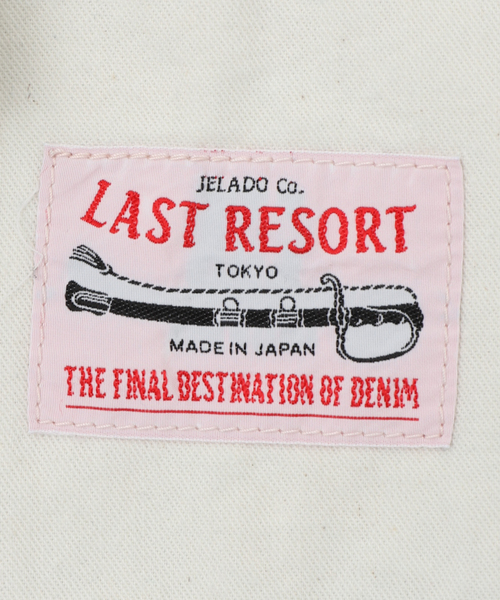 JELADO Co.
LAST RESORT
TOKYO
MADE IN JAPAN
THE FINAL DESTINATION OF DENIM